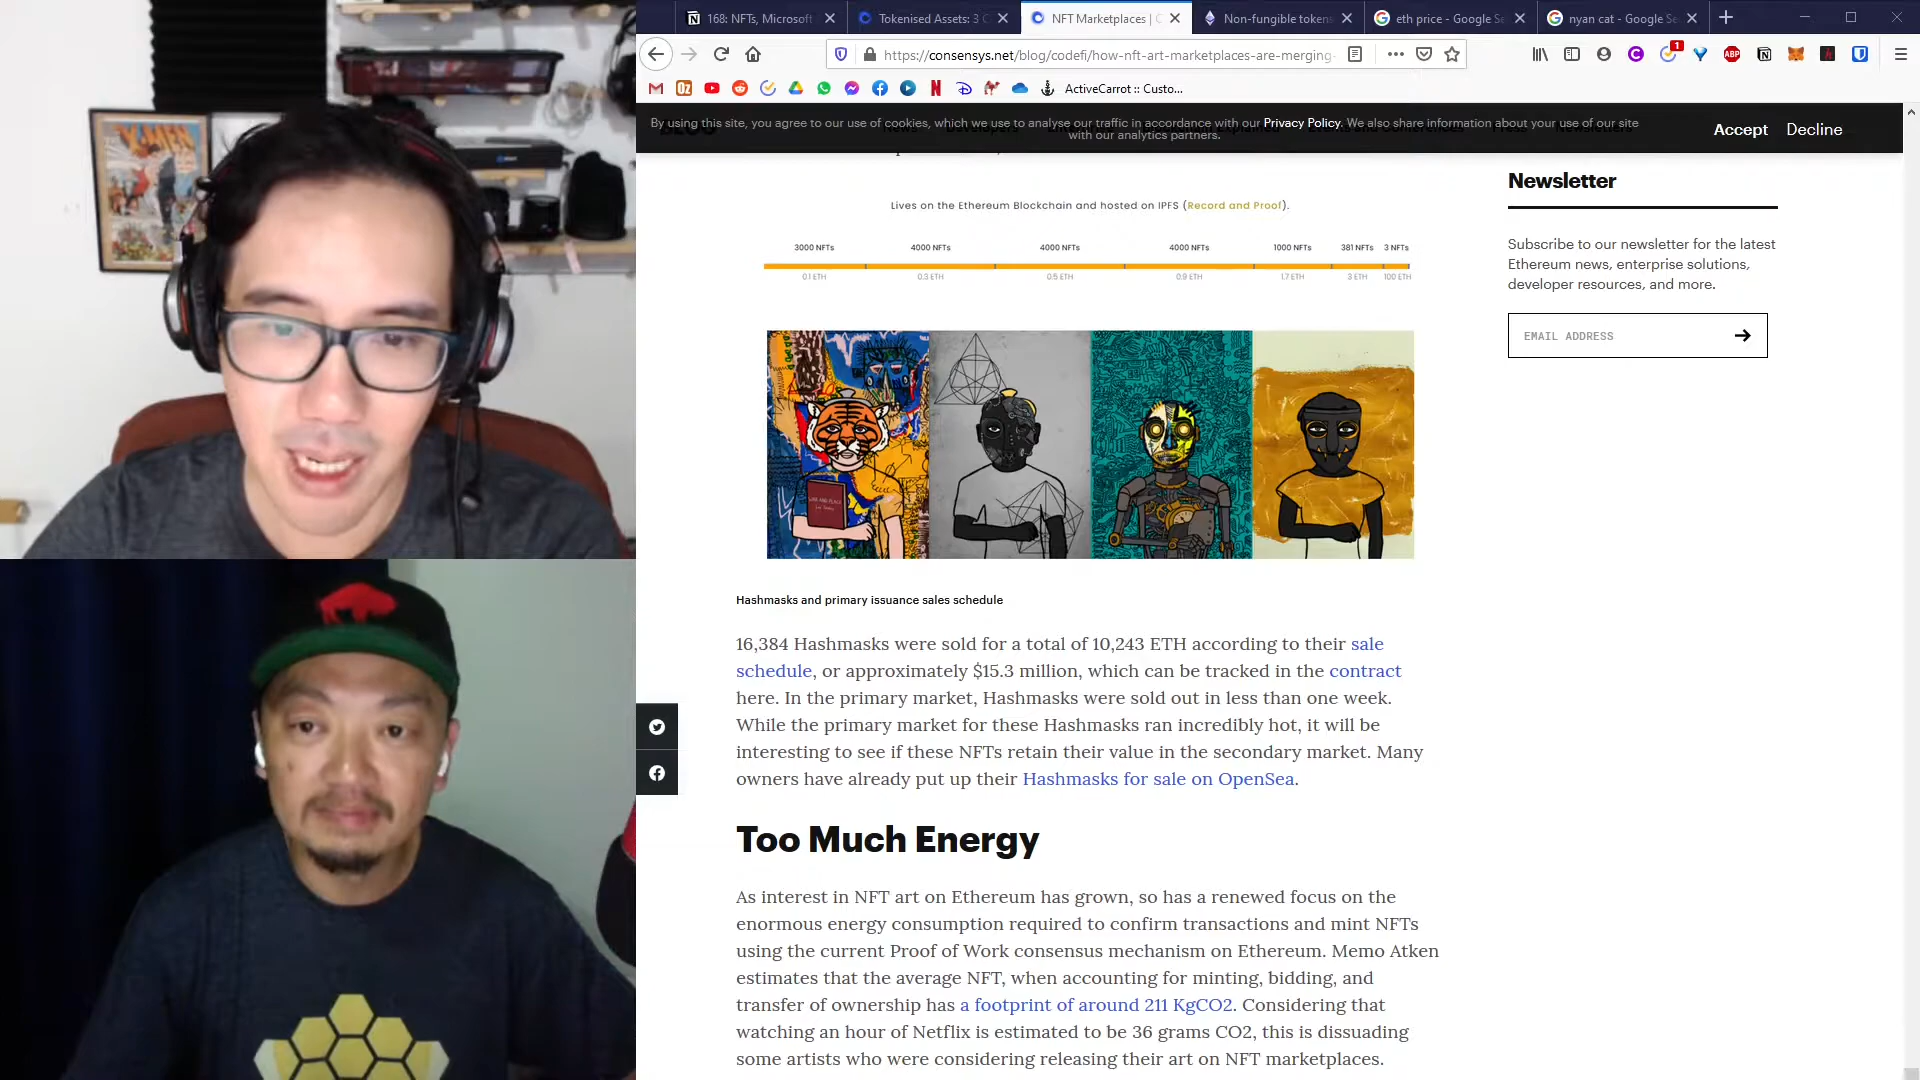 168: NFTs, Microsoft
Tokenised Assets: 3 C
NFT Marketplaces | C
Non-fungible tokens
eth price - Google Se
nyan cat - Google Se
https://consensys.net/blog/codefi/how-nft-art-marketplaces-are-merging-
1
ABP
OZ
ActiveCarrot :: Custo...
By using this site, you agree to our use of cookies, which we use to analyse our traffic in accordance with our Privacy Policy. We also share information about your use of our site
with our analytics partners.
Accept
Decline
Lives on the Ethereum Blockchain and hosted on IPFS (Record and Proof).
3000 NFTs 4000 NFTs 4000 NFTs 4000 NFTs 1000 NFTs 381 NFTs 3 NFTs
0.1 ETH 0.3 ETH 0.5 ETH 0.9 ETH 1.7 ETH 3 ETH 100 ETH
Hashmasks and primary issuance sales schedule
16,384 Hashmasks were sold for a total of 10,243 ETH according to their sale
schedule, or approximately $15.3 million, which can be tracked in the contract
here. In the primary market, Hashmasks were sold out in less than one week.
While the primary market for these Hashmasks ran incredibly hot, it will be
interesting to see if these NFTs retain their value in the secondary market. Many
owners have already put up their Hashmasks for sale on OpenSea.
Too Much Energy
As interest in NFT art on Ethereum has grown, so has a renewed focus on the
enormous energy consumption required to confirm transactions and mint NFTs
using the current Proof of Work consensus mechanism on Ethereum. Memo Atken
estimates that the average NFT, when accounting for minting, bidding, and
transfer of ownership has a footprint of around 211 KgCO2. Considering that
watching an hour of Netflix is estimated to be 36 grams CO2, this is dissuading
some artists who were considering releasing their art on NFT marketplaces.
Newsletter
Subscribe to our newsletter for the latest
Ethereum news, enterprise solutions,
developer resources, and more.
EMAIL ADDRESS